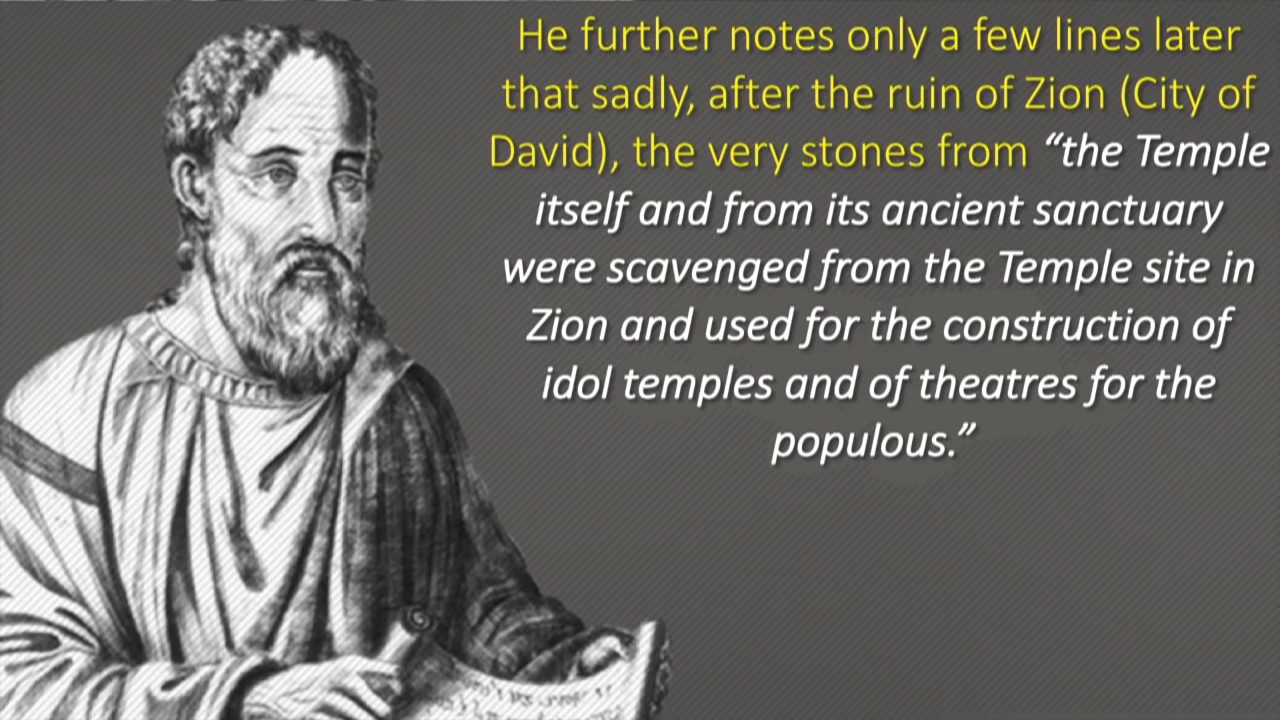 He further notes only a few lines later
that sadly, after the ruin of Zion (City of
David), the very stones from “the Temple
itself and from its ancient sanctuary
were scavenged from the Temple site in
Zion and used for the construction of
idol temples and of theatres for the
populous.”